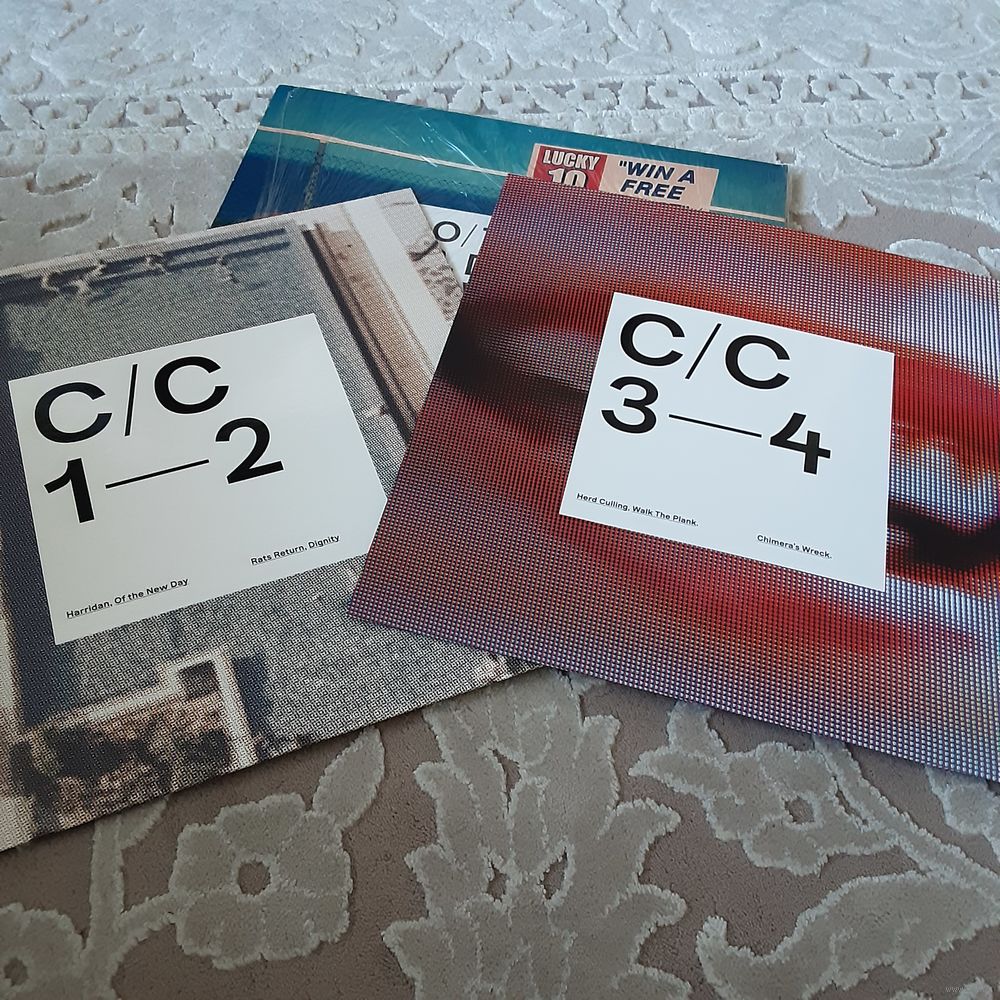 LUCKY
10
"WIN A
FREE
C/C
1—2
Harridan, Of the New Day
Rats Return, Dignity
C/C
3—4
Herd Culling, Walk The Plank,
Chimera's Wreck.